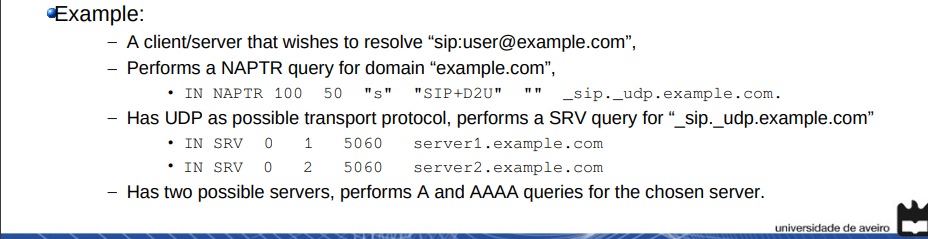 Example:
– A client/server that wishes to resolve “sip:user@example.com”,
– Performs a NAPTR query for domain “example.com”,
• IN NAPTR 100 50 "s" "SIP+D2U" "" _sip._udp.example.com.
– Has UDP as possible transport protocol, performs a SRV query for “_sip._udp.example.com”
• IN SRV 0 1 5060 server1.example.com
• IN SRV 0 2 5060 server2.example.com
– Has two possible servers, performs A and AAAA queries for the chosen server.
universidade de aveiro